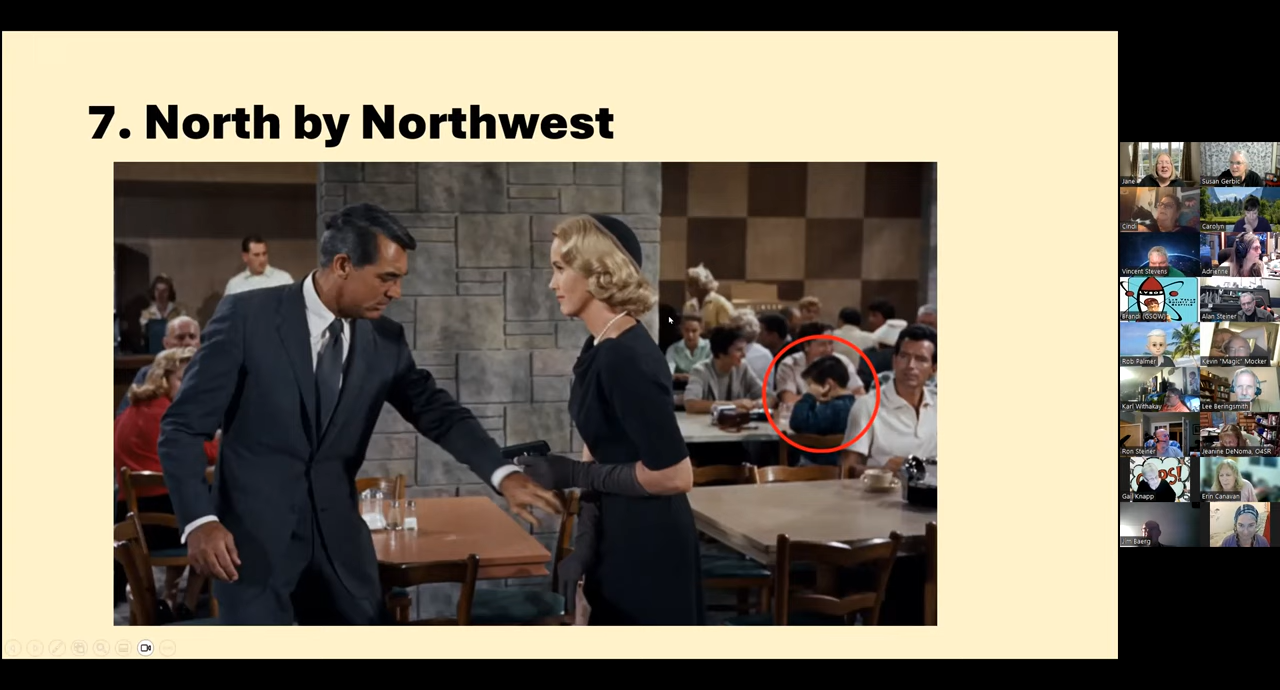 7. North by Northwest
Jane
Susan Gerbic
Cindi
Carolyn
Vincent Stevens
Adrienne
Brandi (GSoW)
Alan Steiner
Rob Palmer
Kevin "Magic" Mocker
Karl Withakay
Lee Beringsmith
Ron Steiner
Jeanine DeNoma, O4SR
Gail Knapp
Erin Canavan
Jim Baerg